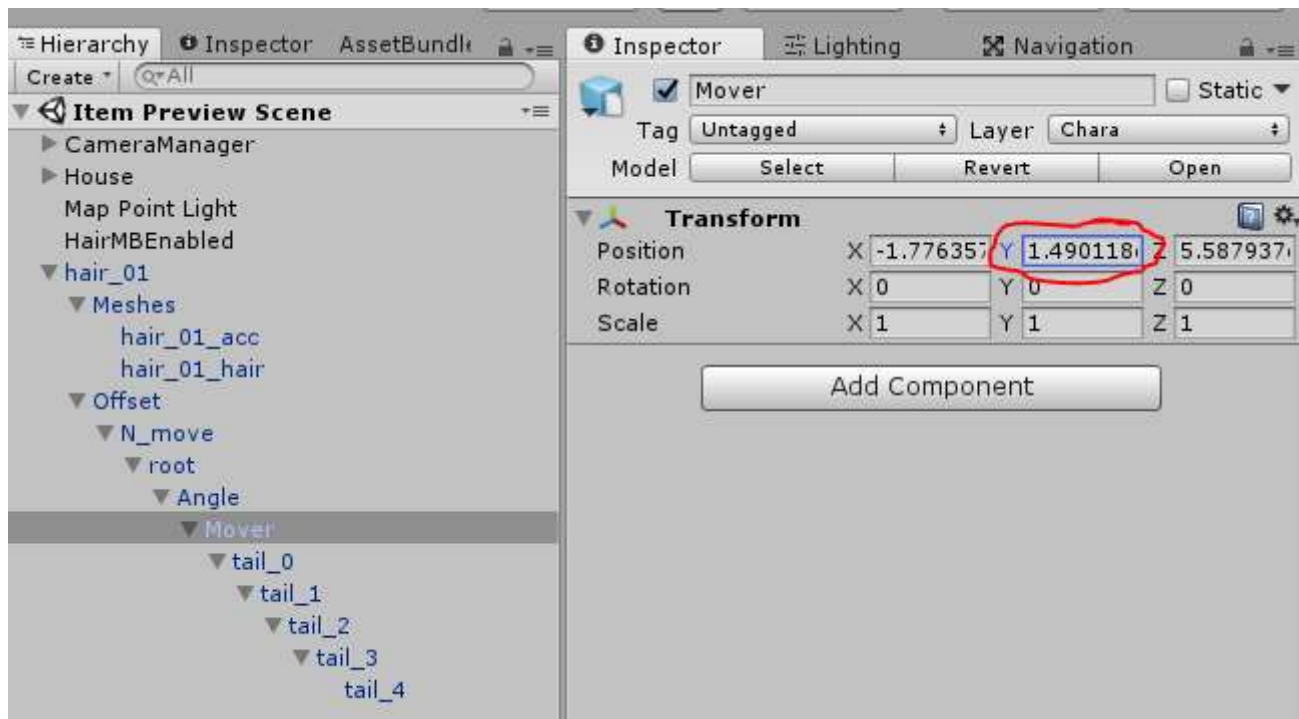 Hierarchy
Inspector
AssetBundle
Create
All
Item Preview Scene
CameraManager
House
Map Point Light
HairMBEnabled
hair_01
Meshes
hair_01_acc
hair_01_hair
Offset
N_move
root
Angle
Mover
tail_0
tail_1
tail_2
tail_3
tail_4
Inspector
Lighting
Navigation
Mover
Static
Tag Untagged Layer Chara
Model Select Revert Open
Transform
Position X -1.776357 Y 1.490118 Z 5.587937
Rotation X 0 Y 0 Z 0
Scale X 1 Y 1 Z 1
Add Component